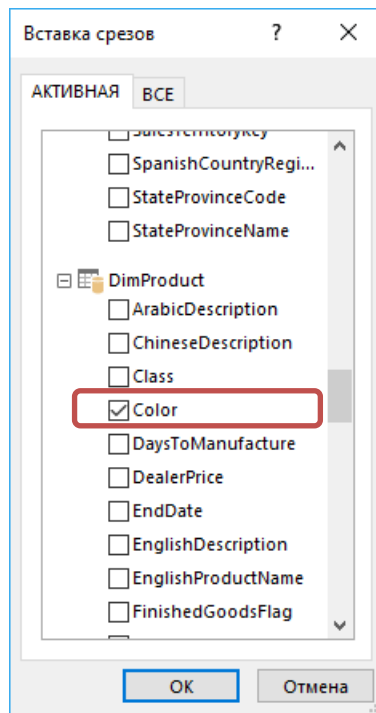 Вставка срезов ?
АКТИВНАЯ ВСЕ
SpanishCountryRegi...
StateProvinceCode
StateProvinceName
DimProduct
ArabicDescription
ChineseDescription
Class
Color
DaysToManufacture
DealerPrice
EndDate
EnglishDescription
EnglishProductName
FinishedGoodsFlag
ОК Отмена